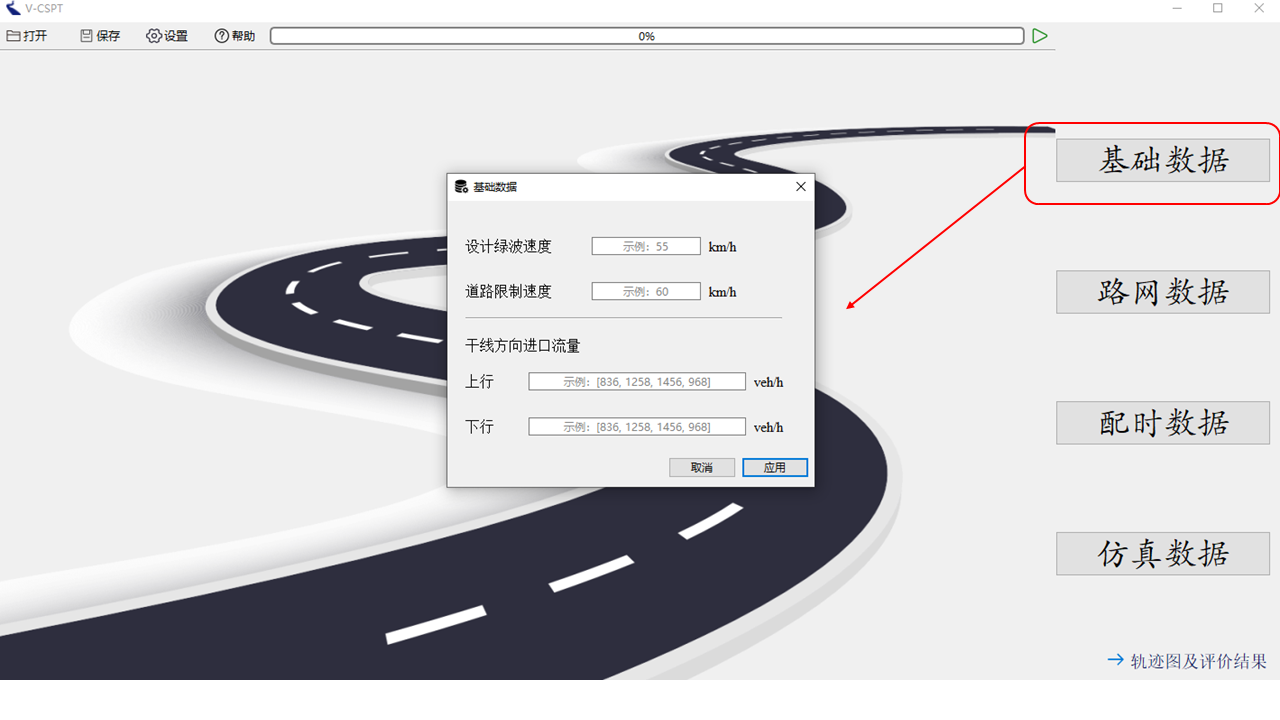 V-CSPT
打开 保存 设置 帮助 0%
基础数据
基础数据
设计绿波速度 示例：55 km/h
道路限制速度 示例：60 km/h
干线方向进口流量
上行 示例：[836, 1258, 1456, 968] veh/h
下行 示例：[836, 1258, 1456, 968] veh/h
取消 应用
路网数据
配时数据
仿真数据
轨迹图及评价结果